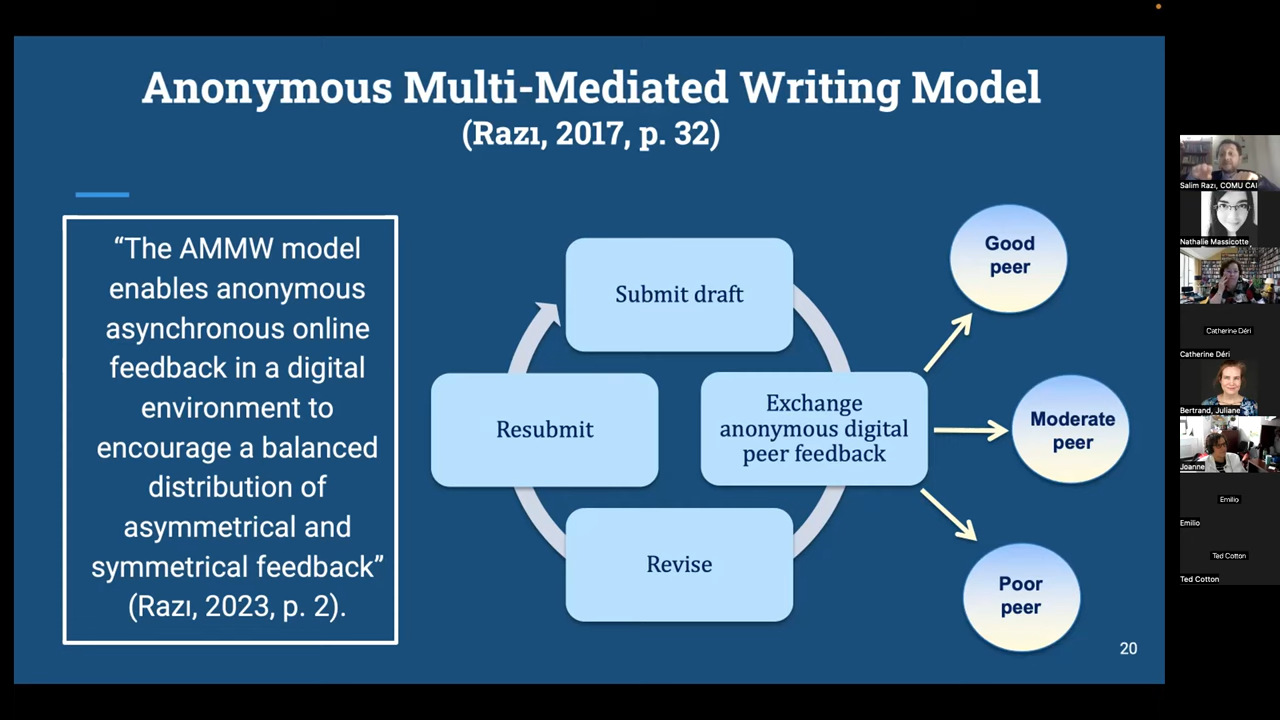 Anonymous Multi-Mediated Writing Model
(Razı, 2017, p. 32)
“The AMMW model
enables anonymous
asynchronous online
feedback in a digital
environment to
encourage a balanced
distribution of
asymmetrical and
symmetrical feedback”
(Razı, 2023, p. 2).
Submit draft
Exchange
anonymous digital
peer feedback
Revise
Resubmit
Good
peer
Moderate
peer
Poor
peer
20
Salim Razı, COMU CAI
Nathalie Massicotte
Catherine Déri
Catherine Déri
Bertrand, Juliane
Joanne
Emilio
Emilio
Ted Cotton
Ted Cotton